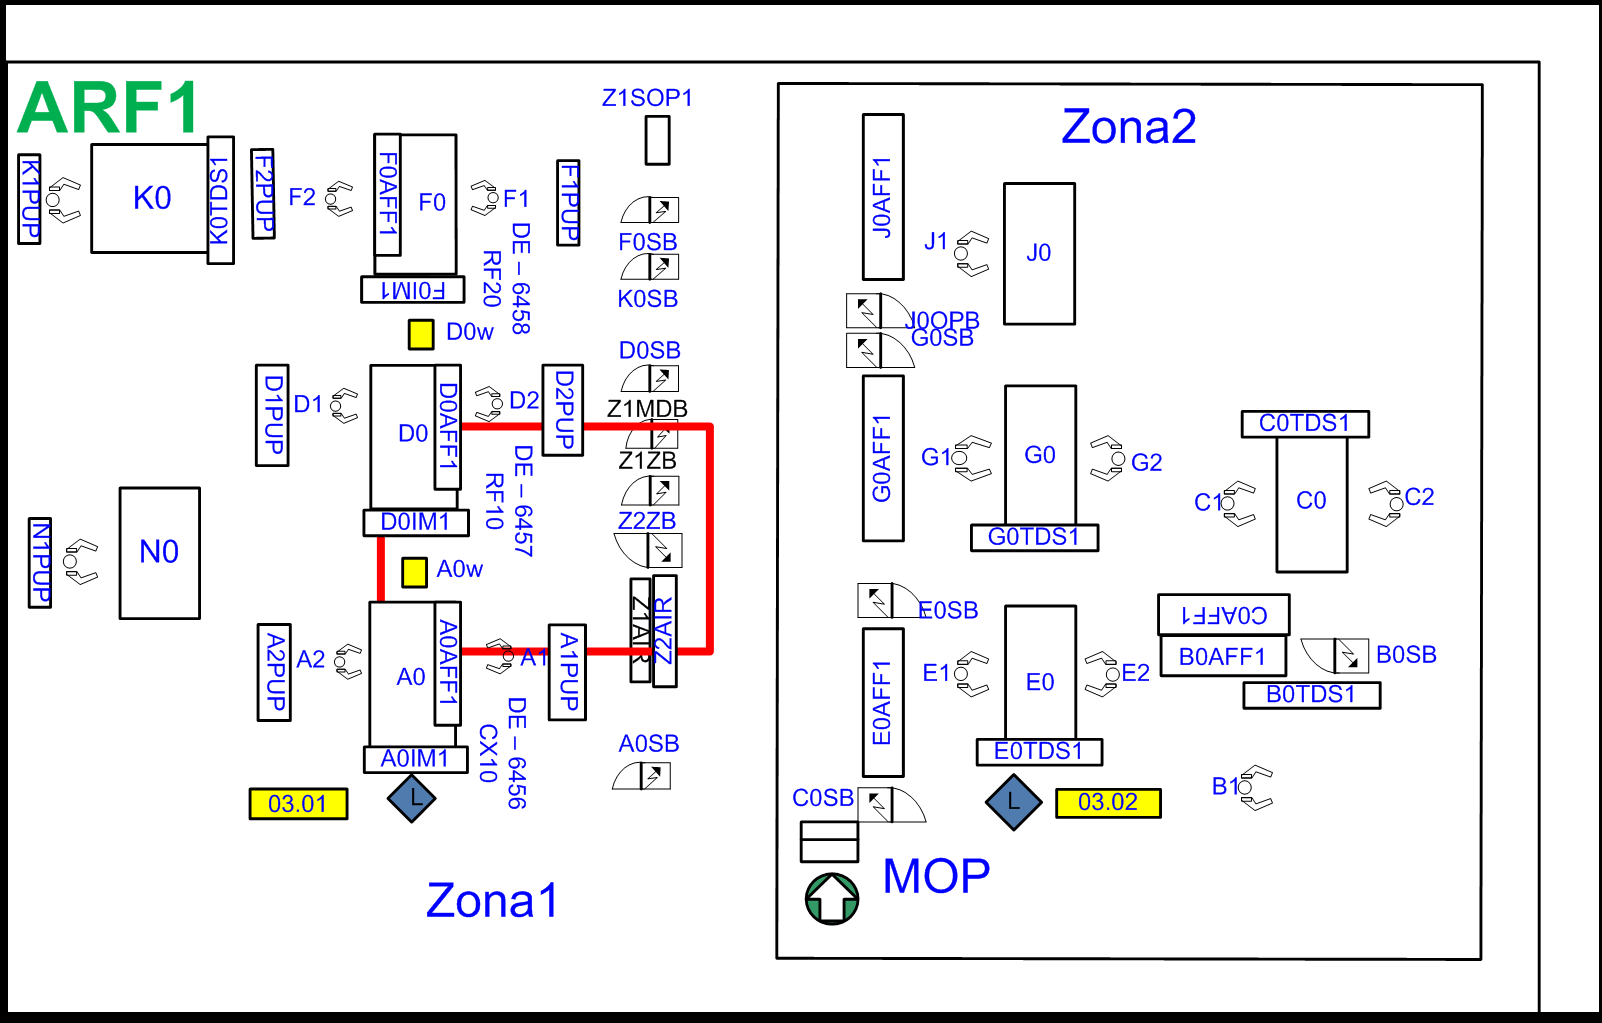 ARF1
Z1SOP1
Zona2
K1PUP
K0
K0TDS1
F2PUP
F2
F0AFF1
F0
F1
F1PUP
F0IM1
RF20
DE – 6458
F0SB
K0SB
D0w
D0SB
D1PUP
D1
D0
D0AFF1
D2
D2PUP
Z1MDB
Z1ZB
D0IM1
RF10
DE – 6457
Z2ZB
N1PUP
N0
A0w
Z1AIR
Z2AIR
A2PUP
A2
A0
A0AFF1
A1
A1PUP
A0IM1
CX10
DE – 6456
A0SB
03.01
L
Zona1
J0AFF1
J1
J0
J0OPB
G0SB
G0AFF1
G1
G0
G2
G0TDS1
C0TDS1
C1
C0
C2
E0SB
C0AFF1
B0AFF1
B0SB
B0TDS1
E0AFF1
E1
E0
E2
E0TDS1
C0SB
L
03.02
B1
MOP